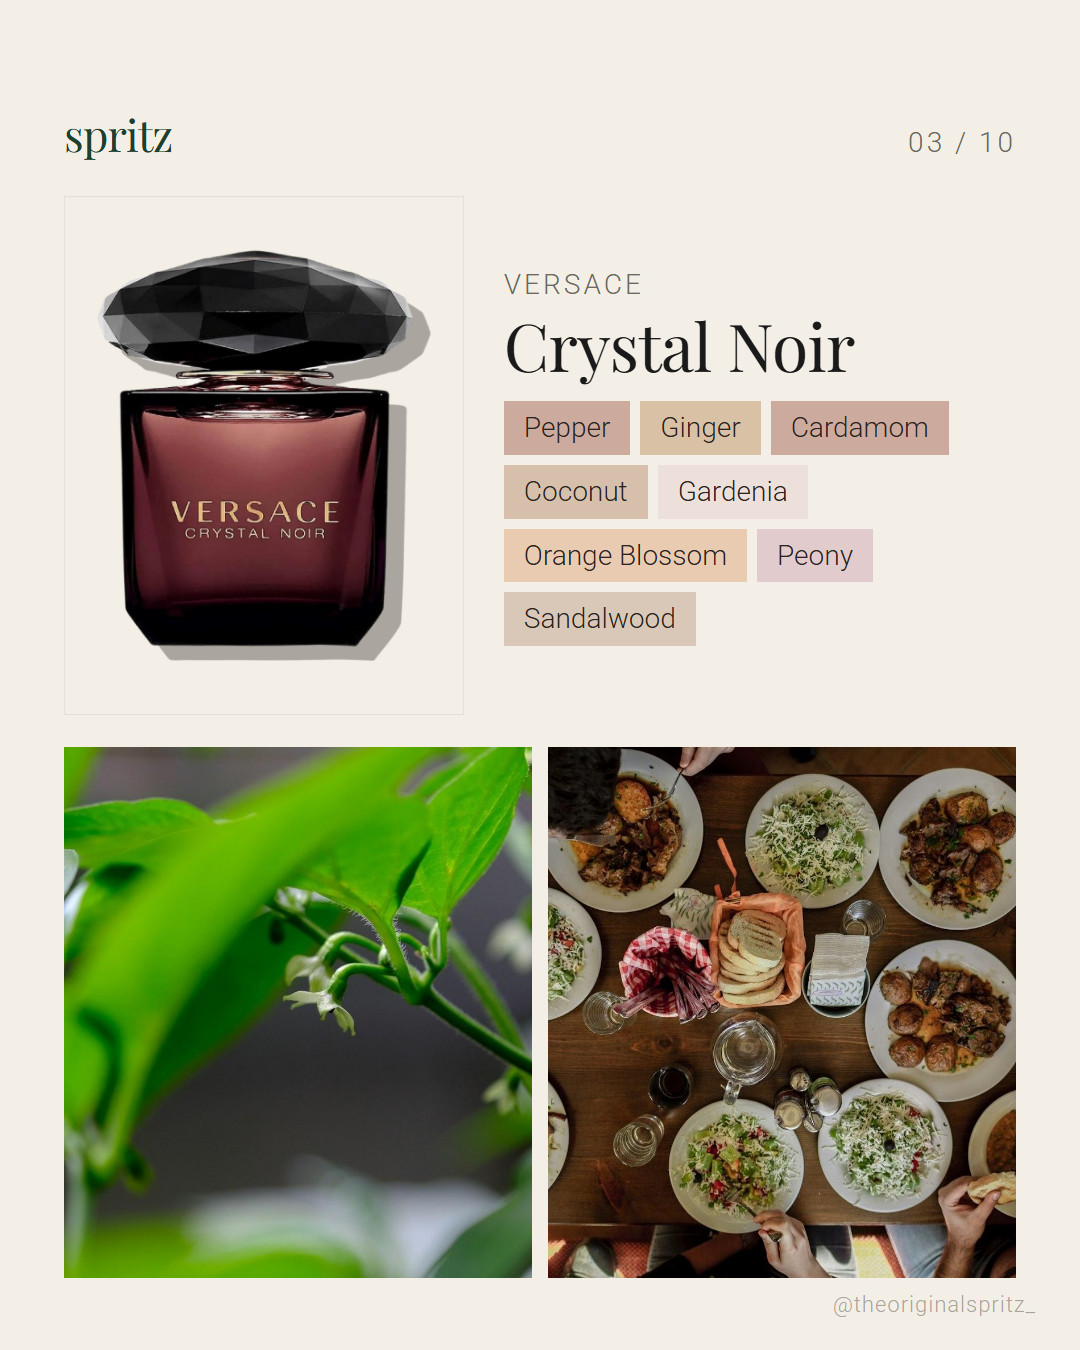 spritz
03 / 10
VERSACE
Crystal Noir
Pepper Ginger Cardamom
Coconut Gardenia
Orange Blossom Peony
Sandalwood
VERSACE
CRYSTAL NOIR
@theoriginalspritz_